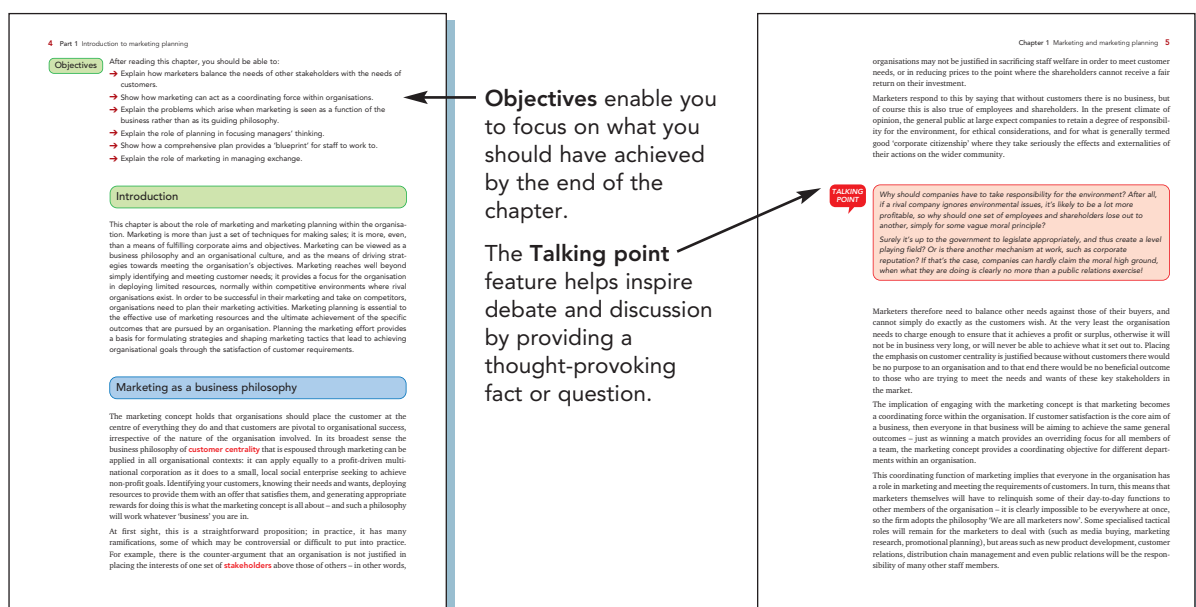 4 Part 1 Introduction to marketing planning
Objectives
After reading this chapter, you should be able to:
➔ Explain how marketers balance the needs of other stakeholders with the needs of
customers.
➔ Show how marketing can act as a coordinating force within organisations.
➔ Explain the problems which arise when marketing is seen as a function of the
business rather than as its guiding philosophy.
➔ Explain the role of planning in focusing managers' thinking.
➔ Show how a comprehensive plan provides a 'blueprint' for staff to work to.
➔ Explain the role of marketing in managing exchange.
Introduction
This chapter is about the role of marketing and marketing planning within the organisa-
tion. Marketing is more than just a set of techniques for making sales; it is more, even,
than a means of fulfilling corporate aims and objectives. Marketing can be viewed as a
business philosophy and an organisational culture, and as the means of driving strat-
egies towards meeting the organisation's objectives. Marketing reaches well beyond
simply identifying and meeting customer needs; it provides a focus for the organisation
in deploying limited resources, normally within competitive environments where rival
organisations exist. In order to be successful in their marketing and take on competitors,
organisations need to plan their marketing activities. Marketing planning is essential to
the effective use of marketing resources and the ultimate achievement of the specific
outcomes that are pursued by an organisation. Planning the marketing effort provides
a basis for formulating strategies and shaping marketing tactics that lead to achieving
organisational goals through the satisfaction of customer requirements.
Marketing as a business philosophy
The marketing concept holds that organisations should place the customer at the
centre of everything they do and that customers are pivotal to organisational success,
irrespective of the nature of the organisation involved. In its broadest sense the
business philosophy of customer centrality that is espoused through marketing can be
applied in all organisational contexts: it can apply equally to a profit-driven multi-
national corporation as it does to a small, local social enterprise seeking to achieve
non-profit goals. Identifying your customers, knowing their needs and wants, deploying
resources to provide them with an offer that satisfies them, and generating appropriate
rewards for doing this is what the marketing concept is all about – and such a philosophy
will work whatever 'business' you are in.
At first sight, this is a straightforward proposition; in practice, it has many
ramifications, some of which may be controversial or difficult to put into practice.
For example, there is the counter-argument that an organisation is not justified in
placing the interests of one set of stakeholders above those of others – in other words,
Objectives enable you
to focus on what you
should have achieved
by the end of the
chapter.
The Talking point
feature helps inspire
debate and discussion
by providing a
thought-provoking
fact or question.
Chapter 1 Marketing and marketing planning 5
organisations may not be justified in sacrificing staff welfare in order to meet customer
needs, or in reducing prices to the point where the shareholders cannot receive a fair
return on their investment.
Marketers respond to this by saying that without customers there is no business, but
of course this is also true of employees and shareholders. In the present climate of
opinion, the general public at large expect companies to retain a degree of responsibil-
ity for the environment, for ethical considerations, and for what is generally termed
good 'corporate citizenship' where they take seriously the effects and externalities of
their actions on the wider community.
TALKING
POINT
Why should companies have to take responsibility for the environment? After all,
if a rival company ignores environmental issues, it's likely to be a lot more
profitable, so why should one set of employees and shareholders lose out to
another, simply for some vague moral principle?
Surely it's up to the government to legislate appropriately, and thus create a level
playing field? Or is there another mechanism at work, such as corporate
reputation? If that's the case, companies can hardly claim the moral high ground,
when what they are doing is clearly no more than a public relations exercise!
Marketers therefore need to balance other needs against those of their buyers, and
cannot simply do exactly as the customers wish. At the very least the organisation
needs to charge enough to ensure that it achieves a profit or surplus, otherwise it will
not be in business very long, or will never be able to achieve what it set out to. Placing
the emphasis on customer centrality is justified because without customers there would
be no purpose to an organisation and to that end there would be no beneficial outcome
to those who are trying to meet the needs and wants of these key stakeholders in
the market.
The implication of engaging with the marketing concept is that marketing becomes
a coordinating force within the organisation. If customer satisfaction is the core aim of
a business, then everyone in that business will be aiming to achieve the same general
outcomes – just as winning a match provides an overriding focus for all members of
a team, the marketing concept provides a coordinating objective for different depart-
ments within an organisation.
This coordinating function of marketing implies that everyone in the organisation has
a role in marketing and meeting the requirements of customers. In turn, this means that
marketers themselves will have to relinquish some of their day-to-day functions to
other members of the organisation – it is clearly impossible to be everywhere at once,
so the firm adopts the philosophy 'We are all marketers now'. Some specialised tactical
roles will remain for the marketers to deal with (such as media buying, marketing
research, promotional planning), but areas such as new product development, customer
relations, distribution chain management and even public relations will be the respon-
sibility of many other staff members.